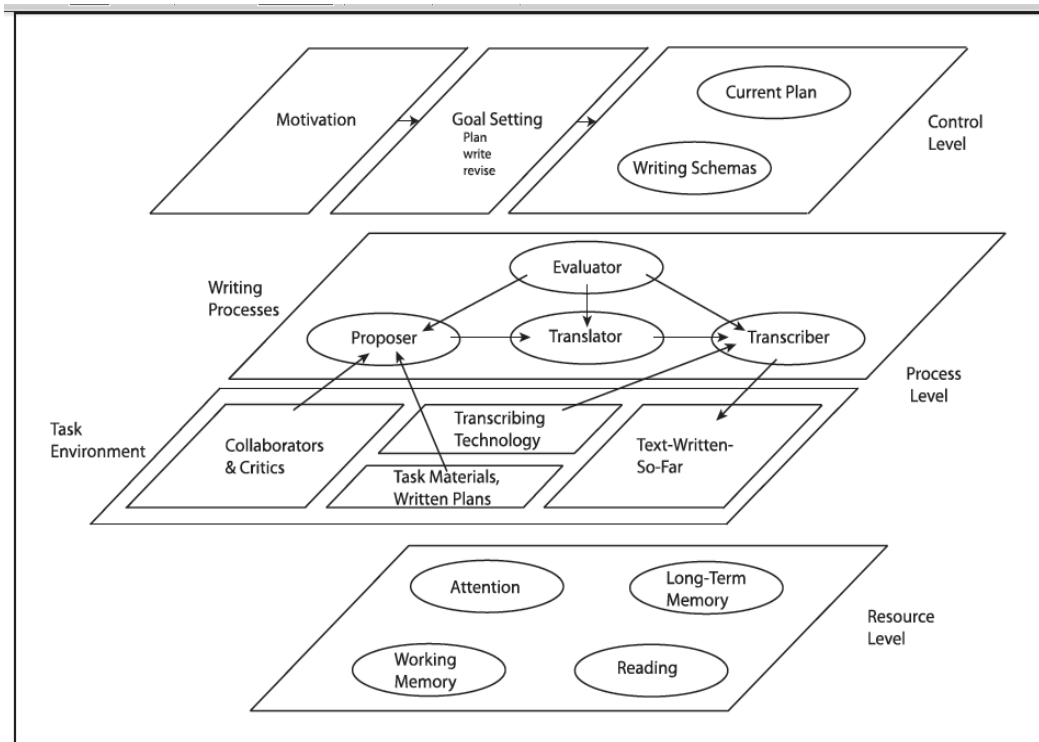 Motivation
Goal Setting
Plan
write
revise
Current Plan
Writing Schemas
Control
Level
Writing
Processes
Evaluator
Proposer
Translator
Transcriber
Process
Level
Task
Environment
Collaborators
& Critics
Transcribing
Technology
Task Materials,
Written Plans
Text-Written-
So-Far
Attention
Long-Term
Memory
Working
Memory
Reading
Resource
Level